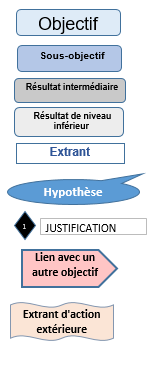 Objectif
Sous-objectif
Résultat intermédiaire
Résultat de niveau
inférieur
Extrant
Hypothèse
1 JUSTIFICATION
Lien avec un
autre objectif
Extrant d'action
extérieure